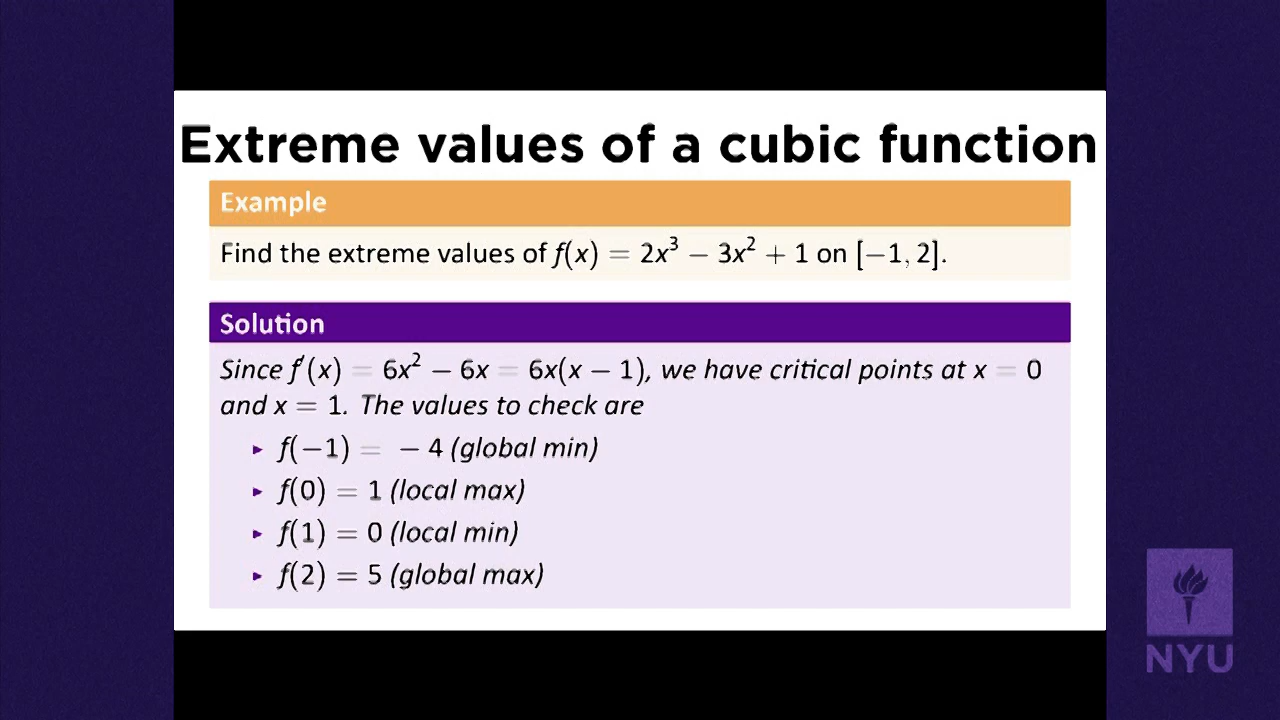 Extreme values of a cubic function
Example
Find the extreme values of f(x) = 2x³ − 3x² + 1 on [−1, 2].
Solution
Since f′(x) = 6x² − 6x = 6x(x − 1), we have critical points at x = 0
and x = 1. The values to check are
▸ f(−1) = − 4 (global min)
▸ f(0) = 1 (local max)
▸ f(1) = 0 (local min)
▸ f(2) = 5 (global max)
NYU